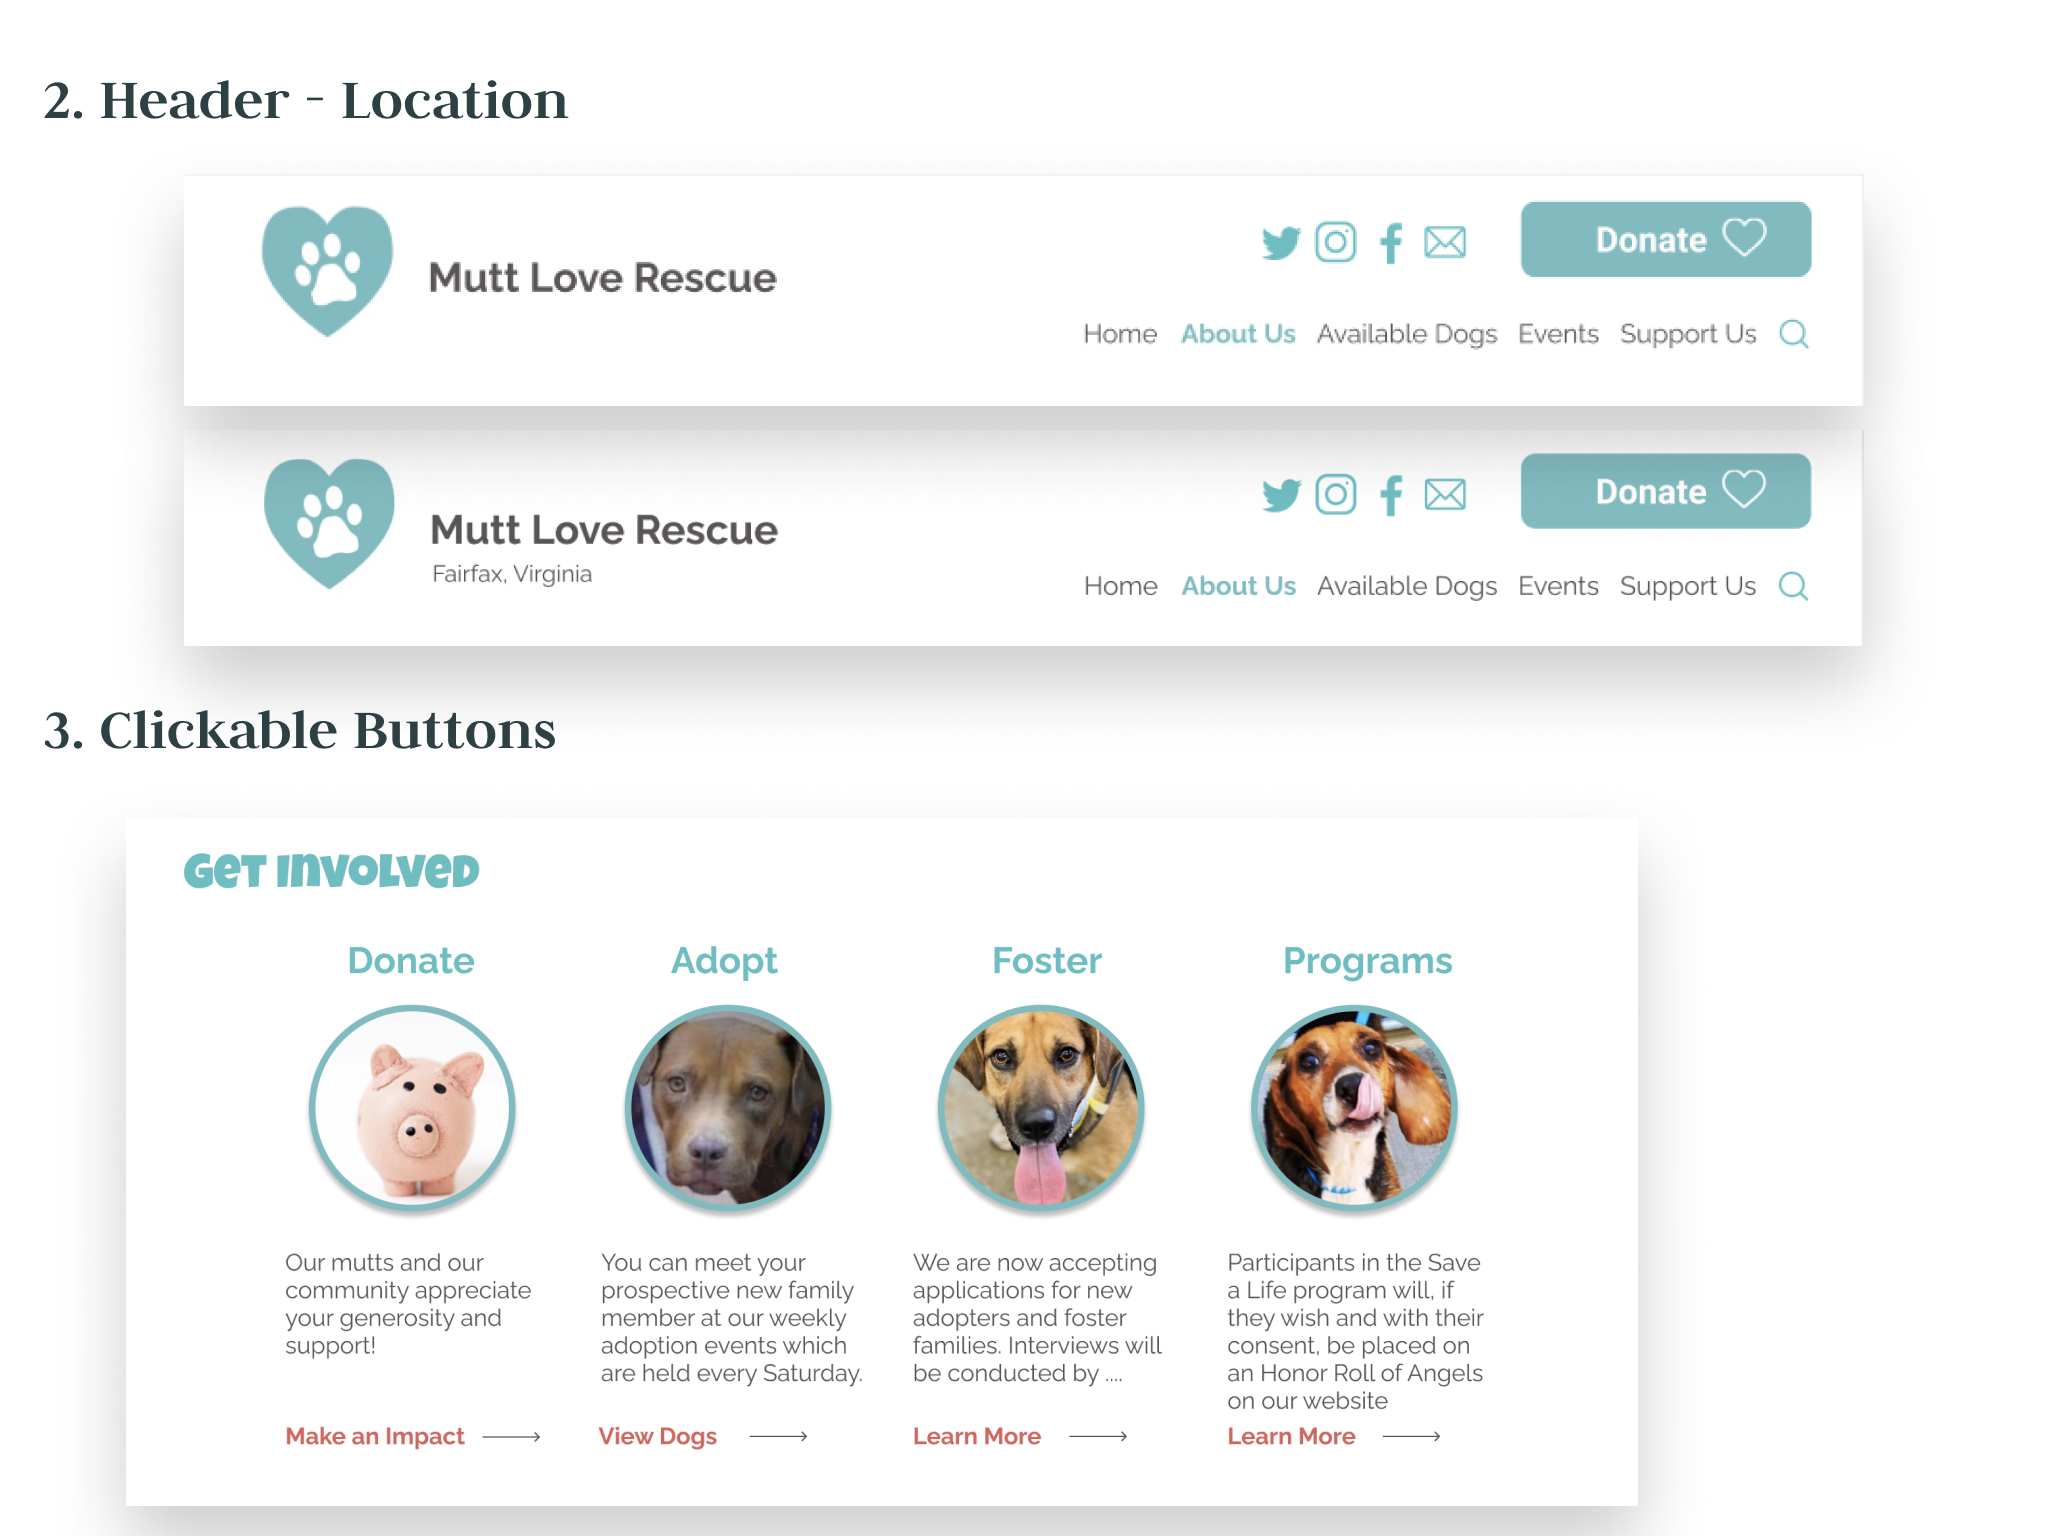 2. Header - Location
Mutt Love Rescue
Donate
Home About Us Available Dogs Events Support Us
Mutt Love Rescue
Fairfax, Virginia
Donate
Home About Us Available Dogs Events Support Us
3. Clickable Buttons
Get Involved
Donate
Our mutts and our
community appreciate
your generosity and
support!
Make an Impact
Adopt
You can meet your
prospective new family
member at our weekly
adoption events which
are held every Saturday.
View Dogs
Foster
We are now accepting
applications for new
adopters and foster
families. Interviews will
be conducted by ....
Learn More
Programs
Participants in the Save
a Life program will, if
they wish and with their
consent, be placed on
an Honor Roll of Angels
on our website
Learn More